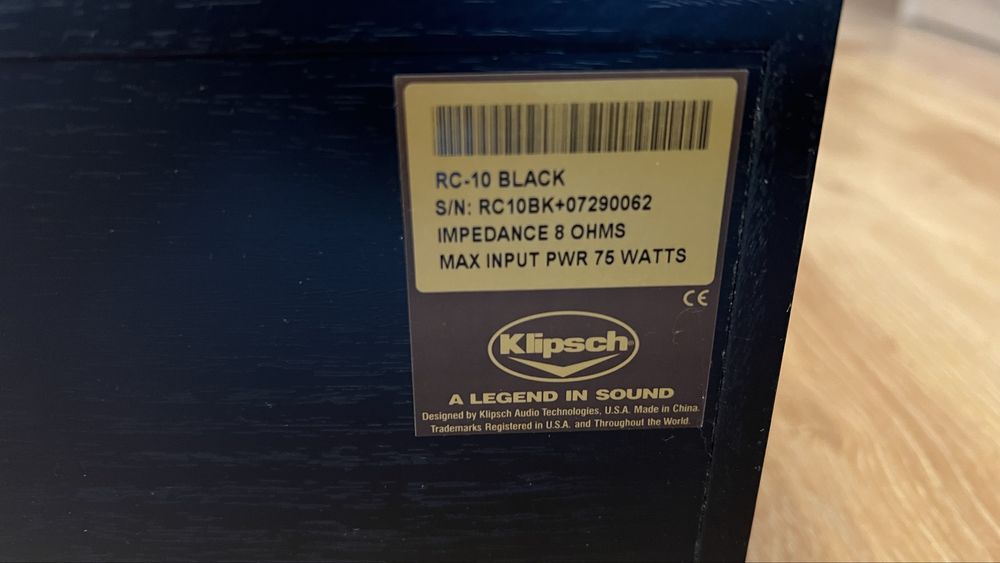 RC-10 BLACK
S/N: RC10BK+07290062
IMPEDANCE 8 OHMS
MAX INPUT PWR 75 WATTS
CE
Klipsch®
A LEGEND IN SOUND
Designed by Klipsch Audio Technologies, U.S.A. Made in China.
Trademarks Registered in U.S.A. and Throughout the World.